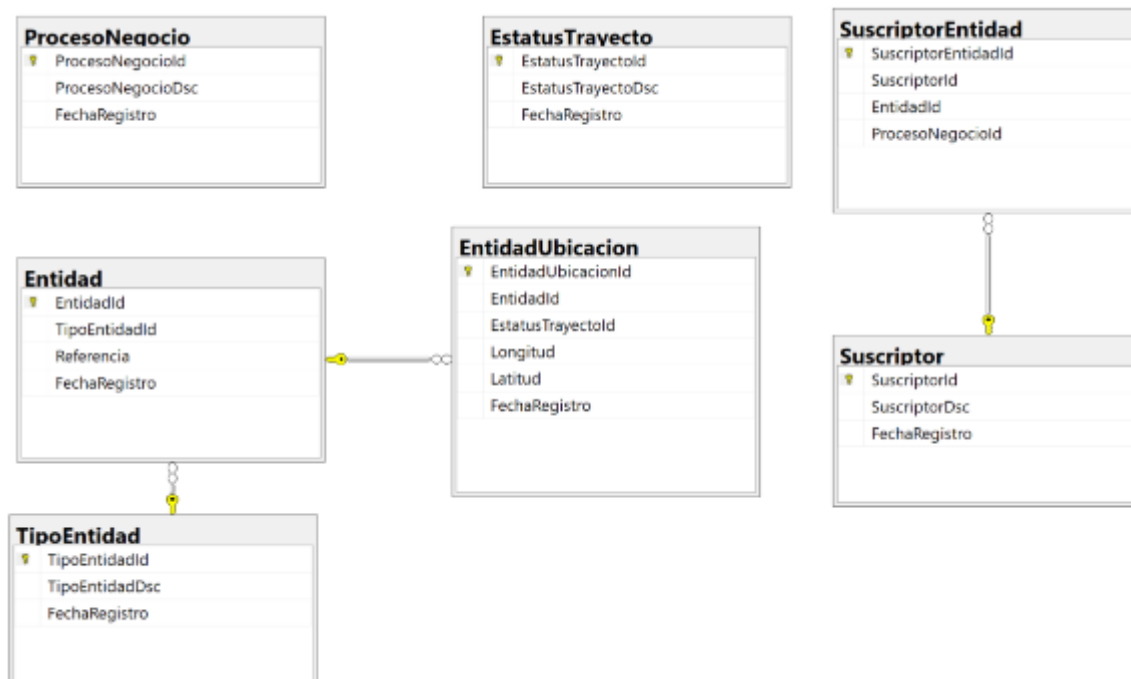 ProcesoNegocio
ProcesoNegocioId
ProcesoNegocioDsc
FechaRegistro
EstatusTrayecto
EstatusTrayectoId
EstatusTrayectoDsc
FechaRegistro
SuscriptorEntidad
SuscriptorEntidadId
SuscriptorId
EntidadId
ProcesoNegocioId
Entidad
EntidadId
TipoEntidadId
Referencia
FechaRegistro
EntidadUbicacion
EntidadUbicacionId
EntidadId
EstatusTrayectoId
Longitud
Latitud
FechaRegistro
Suscriptor
SuscriptorId
SuscriptorDsc
FechaRegistro
TipoEntidad
TipoEntidadId
TipoEntidadDsc
FechaRegistro